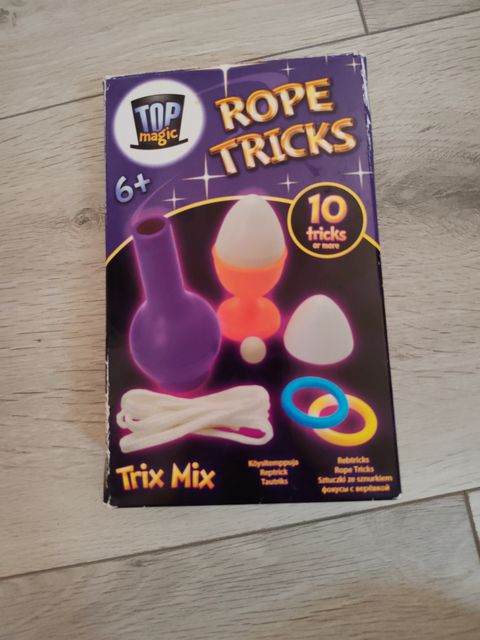 TOP
magic
ROPE
TRICKS
6+
10
tricks
or more
Trix Mix
Köysitemppuja
Reptrick
Tautriks
Rebtricks
Rope Tricks
Sztuczki ze sznurkiem
фокусы с верёвкой